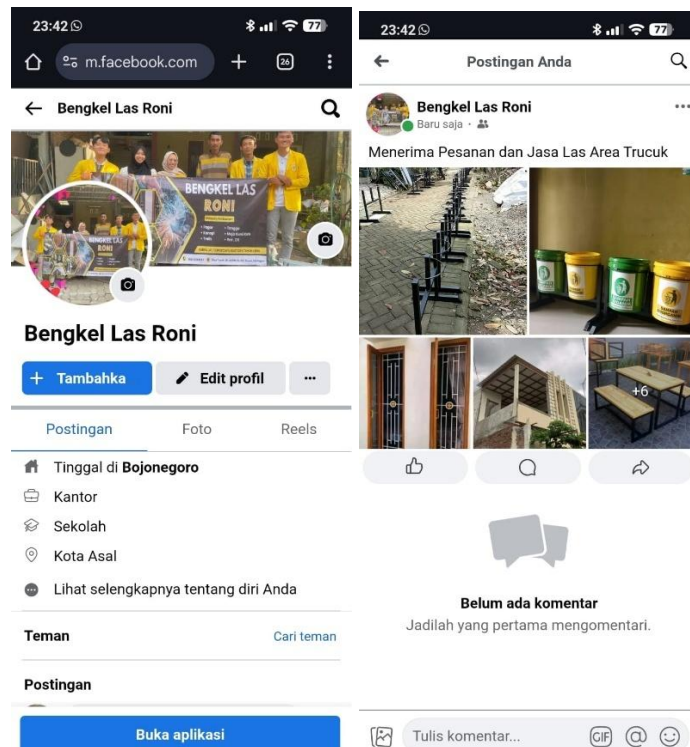 23:42
77
m.facebook.com
26
Bengkel Las Roni
BENGKEL LAS
RONI
Bengkel Las Roni
+ Tambahka
Edit profil
Postingan
Foto
Reels
Tinggal di Bojonegoro
Kantor
Sekolah
Kota Asal
Lihat selengkapnya tentang diri Anda
Teman
Cari teman
Postingan
Buka aplikasi
23:42
77
Postingan Anda
Bengkel Las Roni
Baru saja
Menerima Pesanan dan Jasa Las Area Trucuk
+6
Belum ada komentar
Jadilah yang pertama mengomentari.
Tulis komentar...
GIF